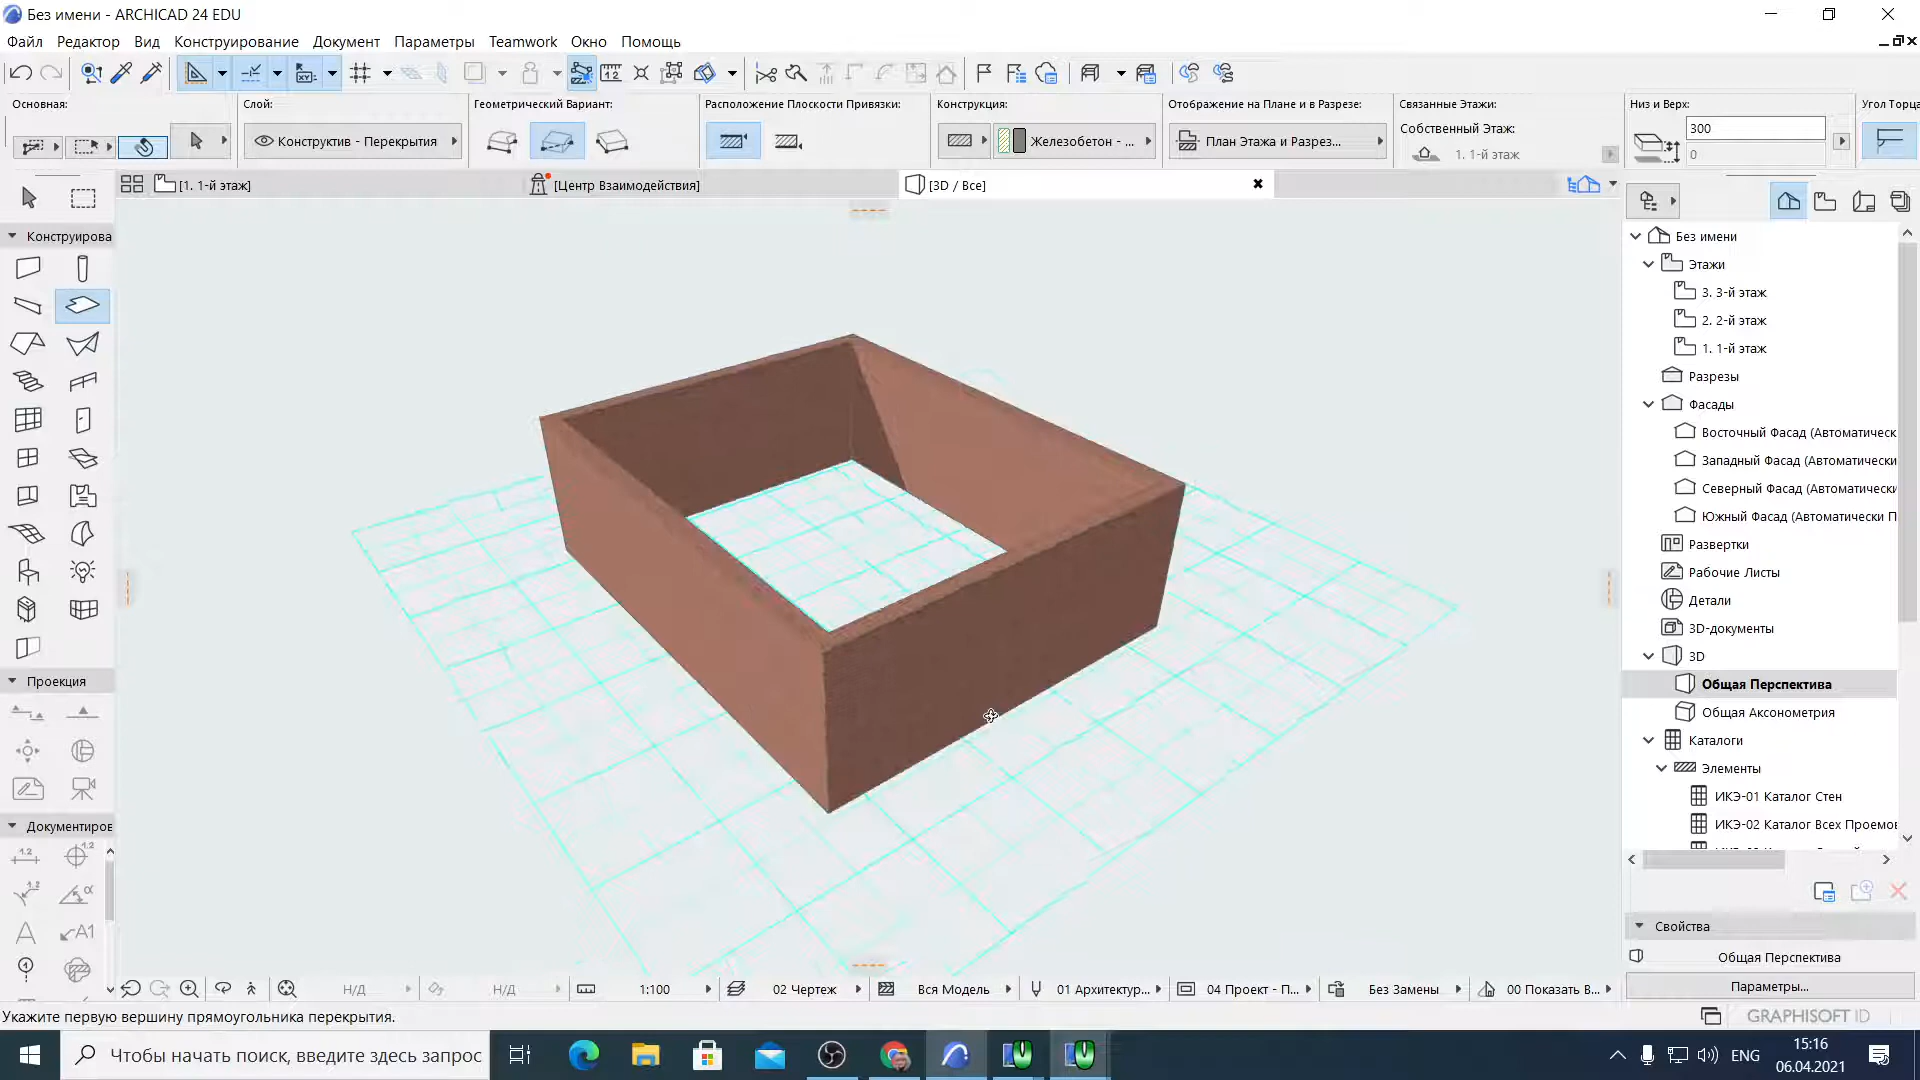 Без имени - ARCHICAD 24 EDU
Файл Редактор Вид Конструирование Документ Параметры Teamwork Окно Помощь
Основная: Слой: Геометрический Вариант: Расположение Плоскости Привязки: Конструкция: Отображение на Плане и в Разрезе: Связанные Этажи: Низ и Верх: Угол Торца
Собственный Этаж: 300
Конструктив - Перекрытия Железобетон - ... План Этажа и Разрез...
1. 1-й этаж 0
[1. 1-й этаж] [Центр Взаимодействия] [3D / Все]
Конструирова
Проекция
Документиров
Без имени
Этажи
3. 3-й этаж
2. 2-й этаж
1. 1-й этаж
Разрезы
Фасады
Восточный Фасад (Автоматическ
Западный Фасад (Автоматически
Северный Фасад (Автоматически
Южный Фасад (Автоматически П
Развертки
Рабочие Листы
Детали
3D-документы
3D
Общая Перспектива
Общая Аксонометрия
Каталоги
Элементы
ИКЭ-01 Каталог Стен
ИКЭ-02 Каталог Всех Проемов
Свойства
Общая Перспектива
Параметры...
Н/Д Н/Д 1:100 02 Чертеж Вся Модель 01 Архитектур... 04 Проект - П... Без Замены 00 Показать В...
Укажите первую вершину прямоугольника перекрытия.
GRAPHISOFT ID
Чтобы начать поиск, введите здесь запрос
ENG
15:16
06.04.2021